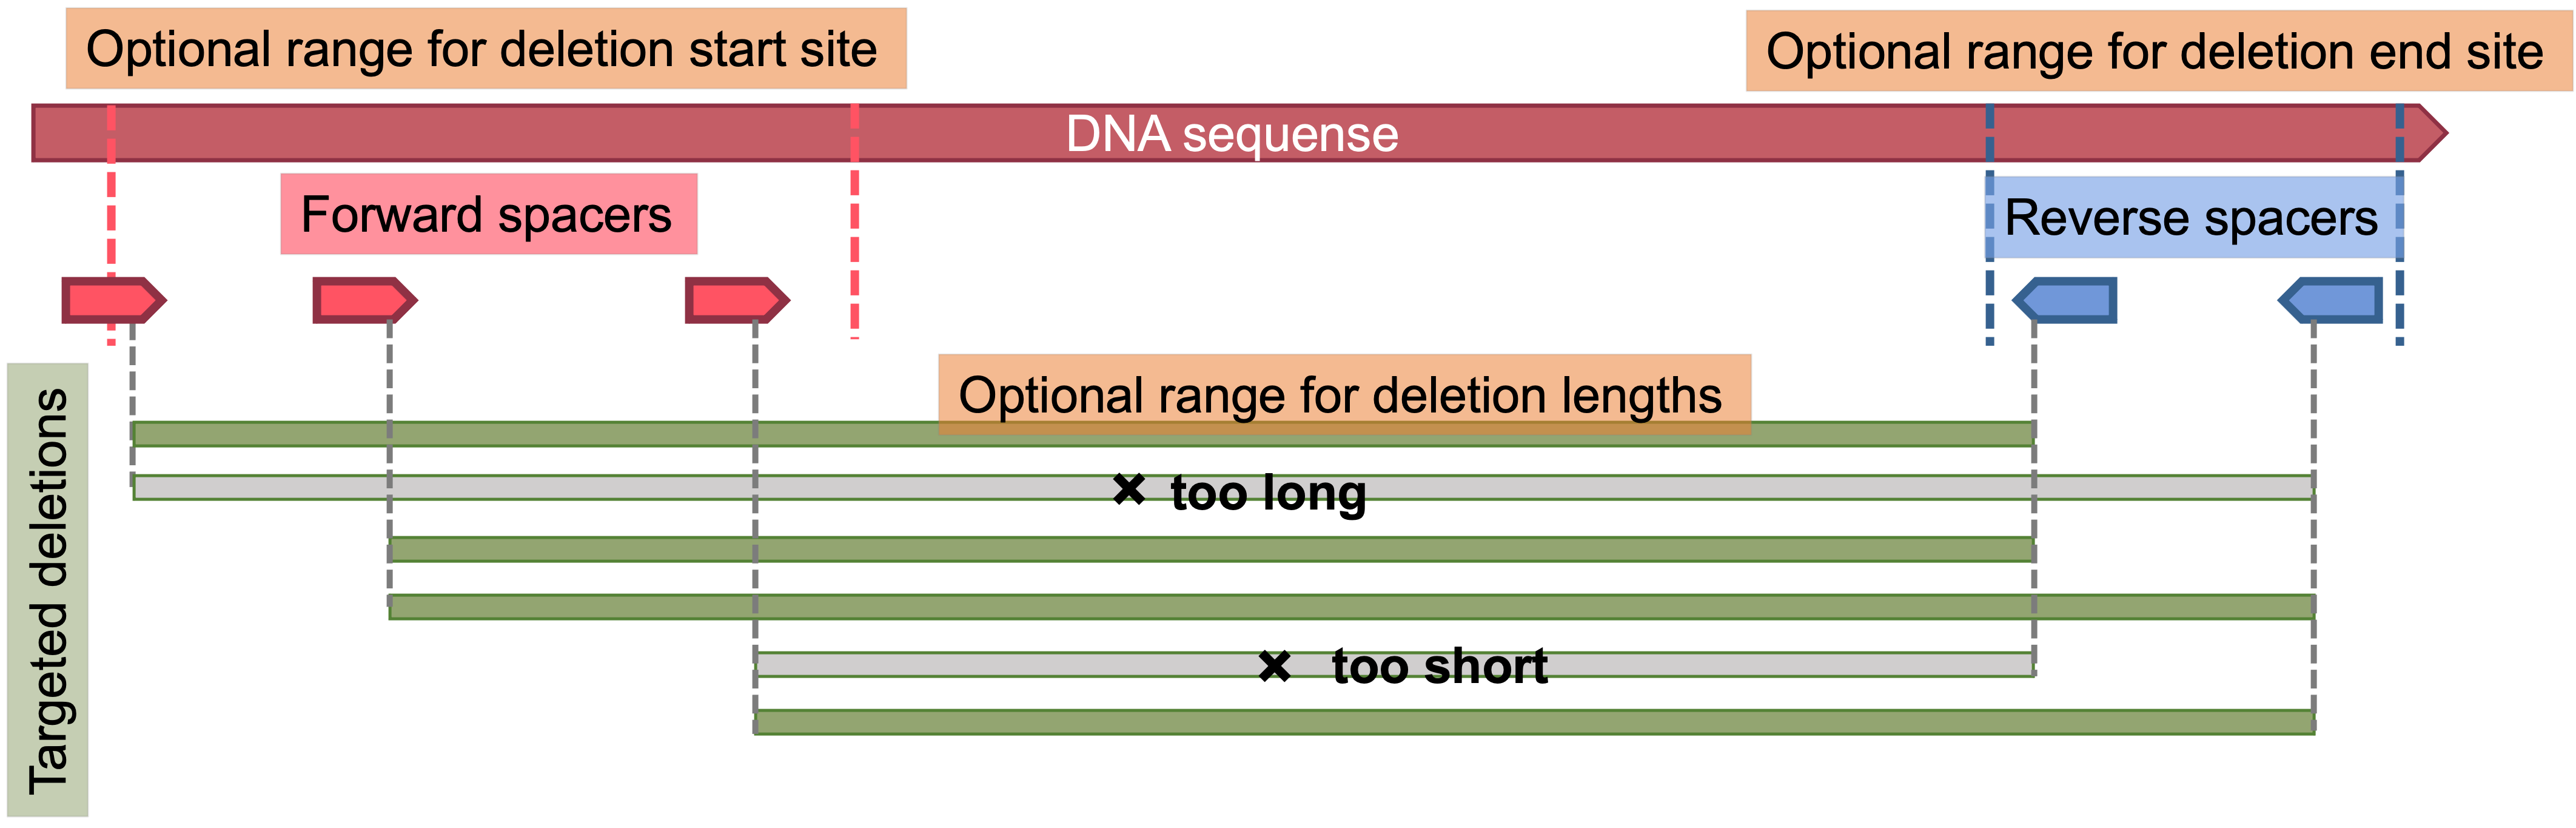 Optional range for deletion start site
Optional range for deletion end site
DNA sequense
Forward spacers
Reverse spacers
Optional range for deletion lengths
Targeted deletions
✖ too long
✖ too short